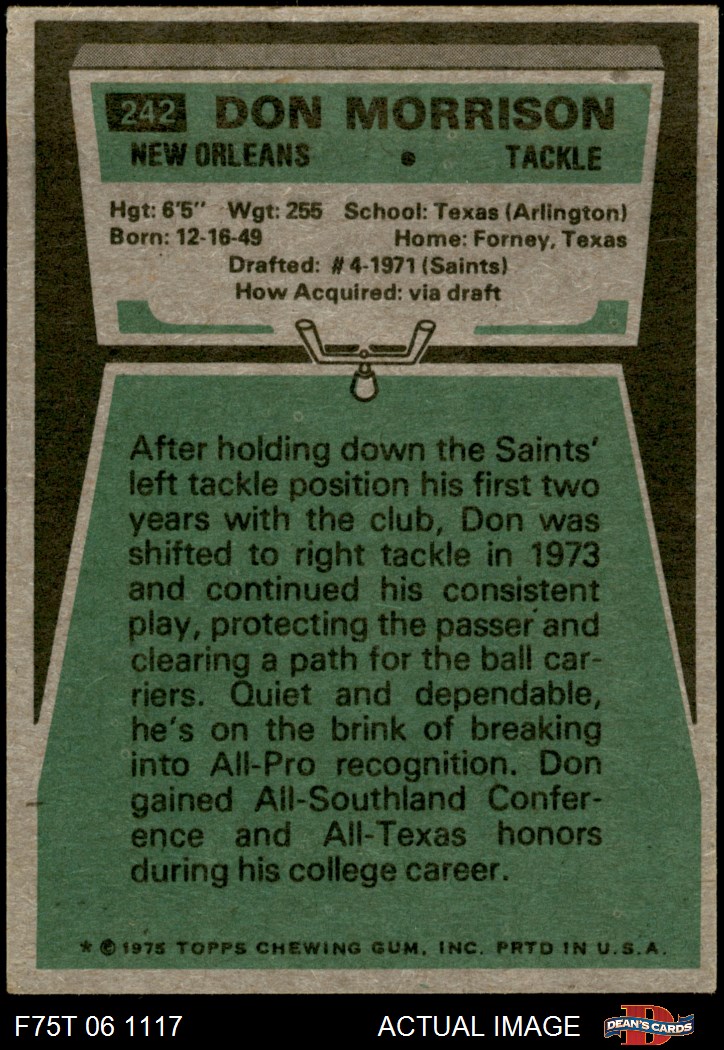 242 DON MORRISON
NEW ORLEANS • TACKLE
Hgt: 6'5" Wgt: 255 School: Texas (Arlington)
Born: 12-16-49 Home: Forney, Texas
Drafted: #4-1971 (Saints)
How Acquired: via draft
After holding down the Saints'
left tackle position his first two
years with the club, Don was
shifted to right tackle in 1973
and continued his consistent
play, protecting the passer and
clearing a path for the ball car-
riers. Quiet and dependable,
he's on the brink of breaking
into All-Pro recognition. Don
gained All-Southland Confer-
ence and All-Texas honors
during his college career.
* © 1975 TOPPS CHEWING GUM, INC. PRTD IN U.S.A.
F75T 06 1117 ACTUAL IMAGE D DEAN'S CARDS